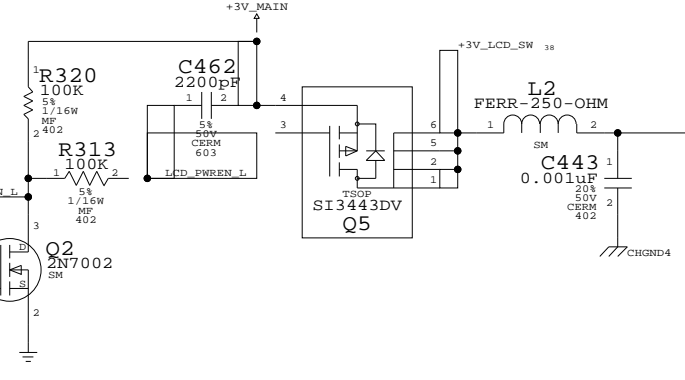 +3V_MAIN
+3V_LCD_SW 38
1 R320
100K
5%
1/16W
MF
2 402
C462
2200pF
1 2
5%
50V
CERM
603
4
3
6
5
2
1
TSOP
SI3443DV
Q5
L2
FERR-250-OHM
1 2
SM
R313
100K
1 2
5%
1/16W
MF
402
LCD_PWREN_L
C443
0.001uF
1
20%
50V
CERM
402
2
CHGND4
_L
3
D
S
Q2
2N7002
SM
2